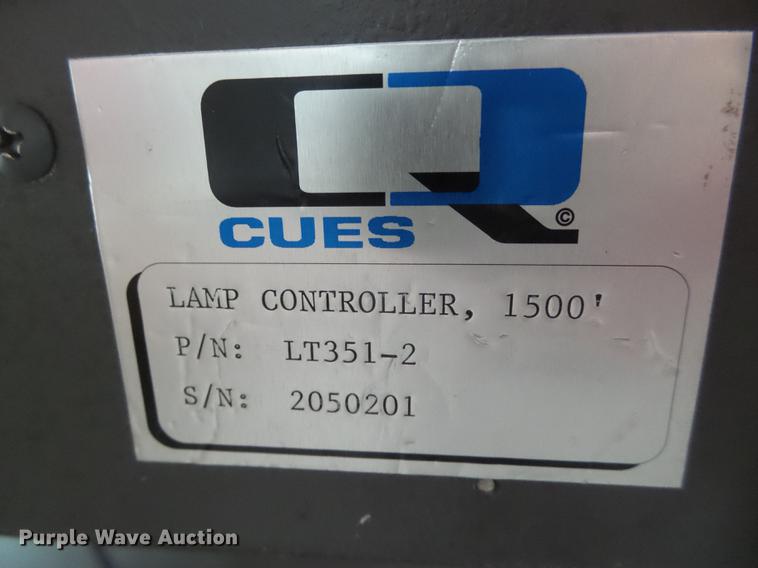 CUES ©
LAMP CONTROLLER, 1500'
P/N: LT351-2
S/N: 2050201
Purple Wave Auction